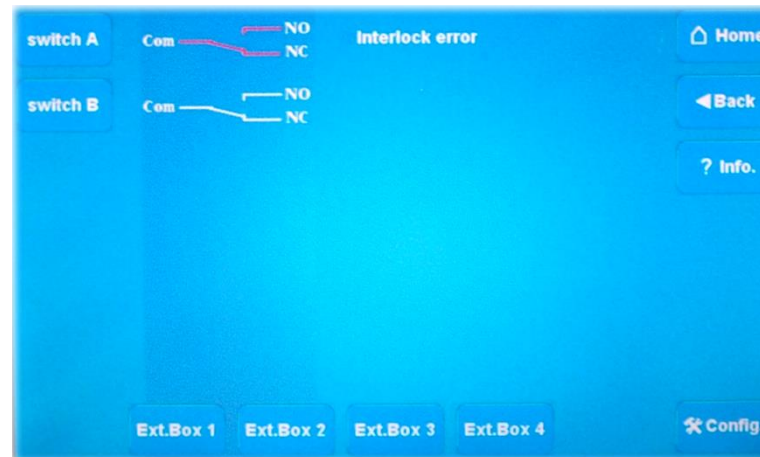 switch A Com NO NC Interlock error Home
switch B Com NO NC Back
? Info.
Ext.Box 1 Ext.Box 2 Ext.Box 3 Ext.Box 4 Config